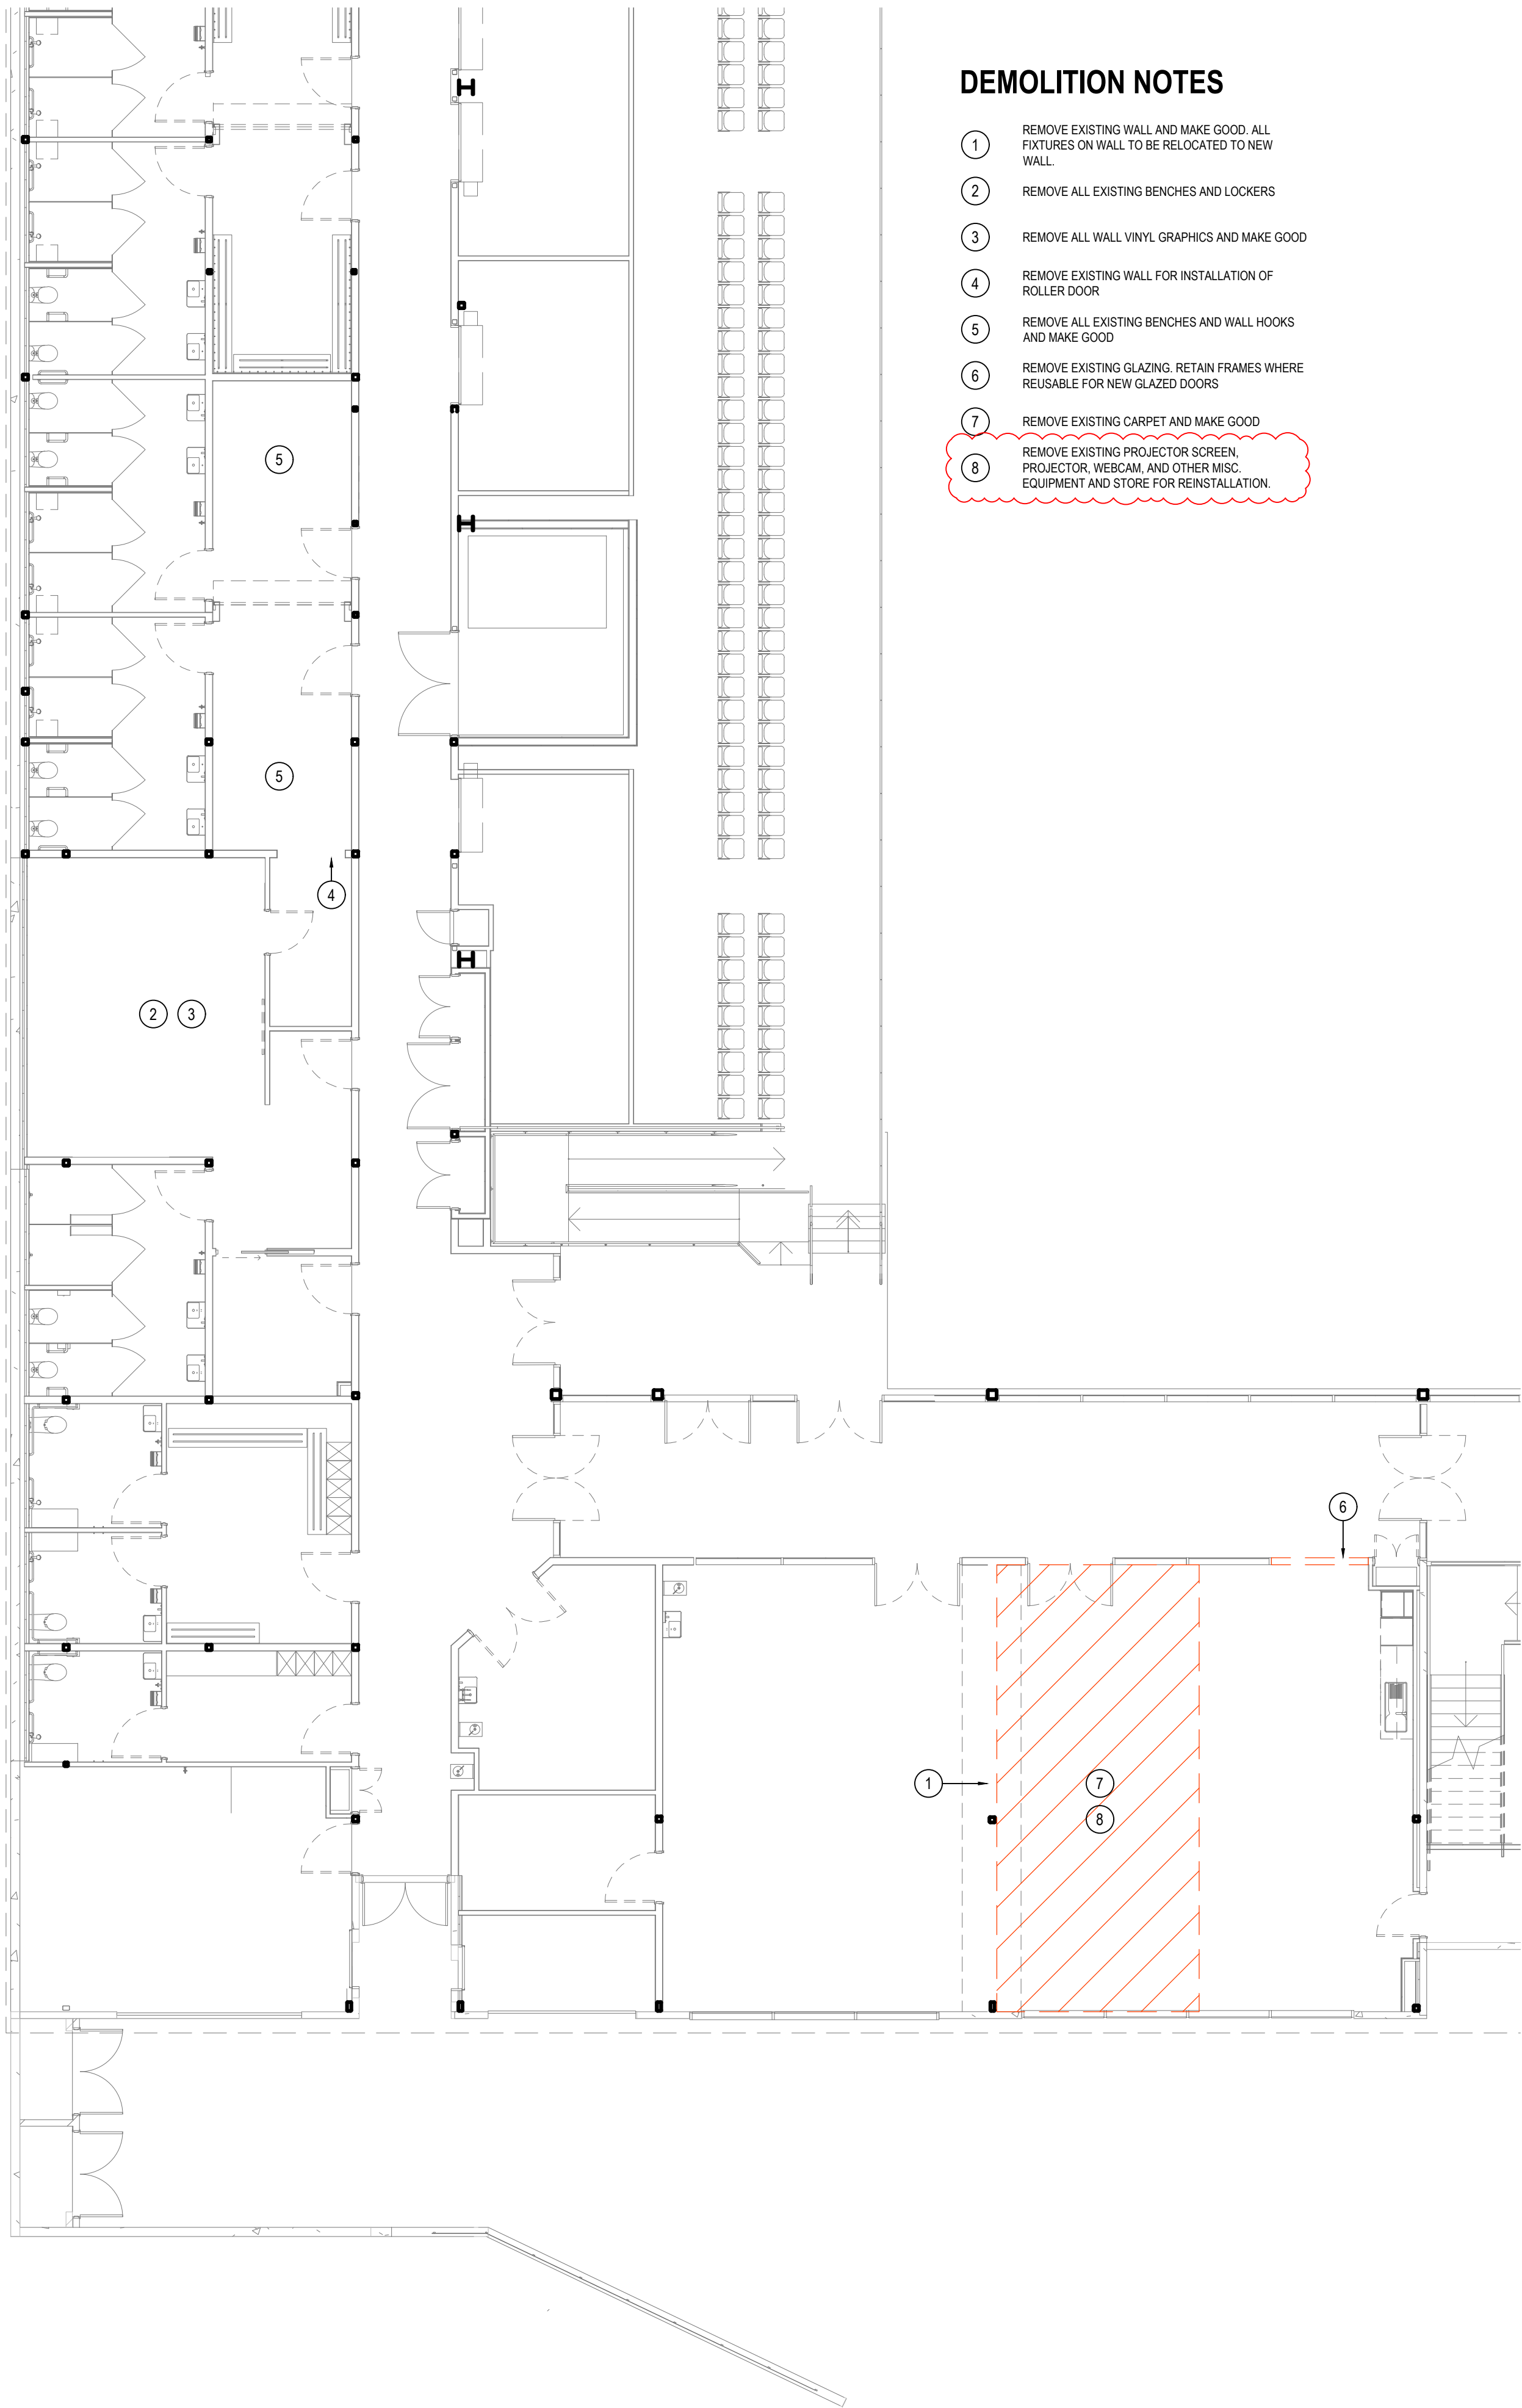 DEMOLITION NOTES
1
REMOVE EXISTING WALL AND MAKE GOOD. ALL
FIXTURES ON WALL TO BE RELOCATED TO NEW
WALL.
2
REMOVE ALL EXISTING BENCHES AND LOCKERS
3
REMOVE ALL WALL VINYL GRAPHICS AND MAKE GOOD
4
REMOVE EXISTING WALL FOR INSTALLATION OF
ROLLER DOOR
5
REMOVE ALL EXISTING BENCHES AND WALL HOOKS
AND MAKE GOOD
6
REMOVE EXISTING GLAZING. RETAIN FRAMES WHERE
REUSABLE FOR NEW GLAZED DOORS
7
REMOVE EXISTING CARPET AND MAKE GOOD
8
REMOVE EXISTING PROJECTOR SCREEN,
PROJECTOR, WEBCAM, AND OTHER MISC.
EQUIPMENT AND STORE FOR REINSTALLATION.
5
5
4
2 3
6
1
7
8